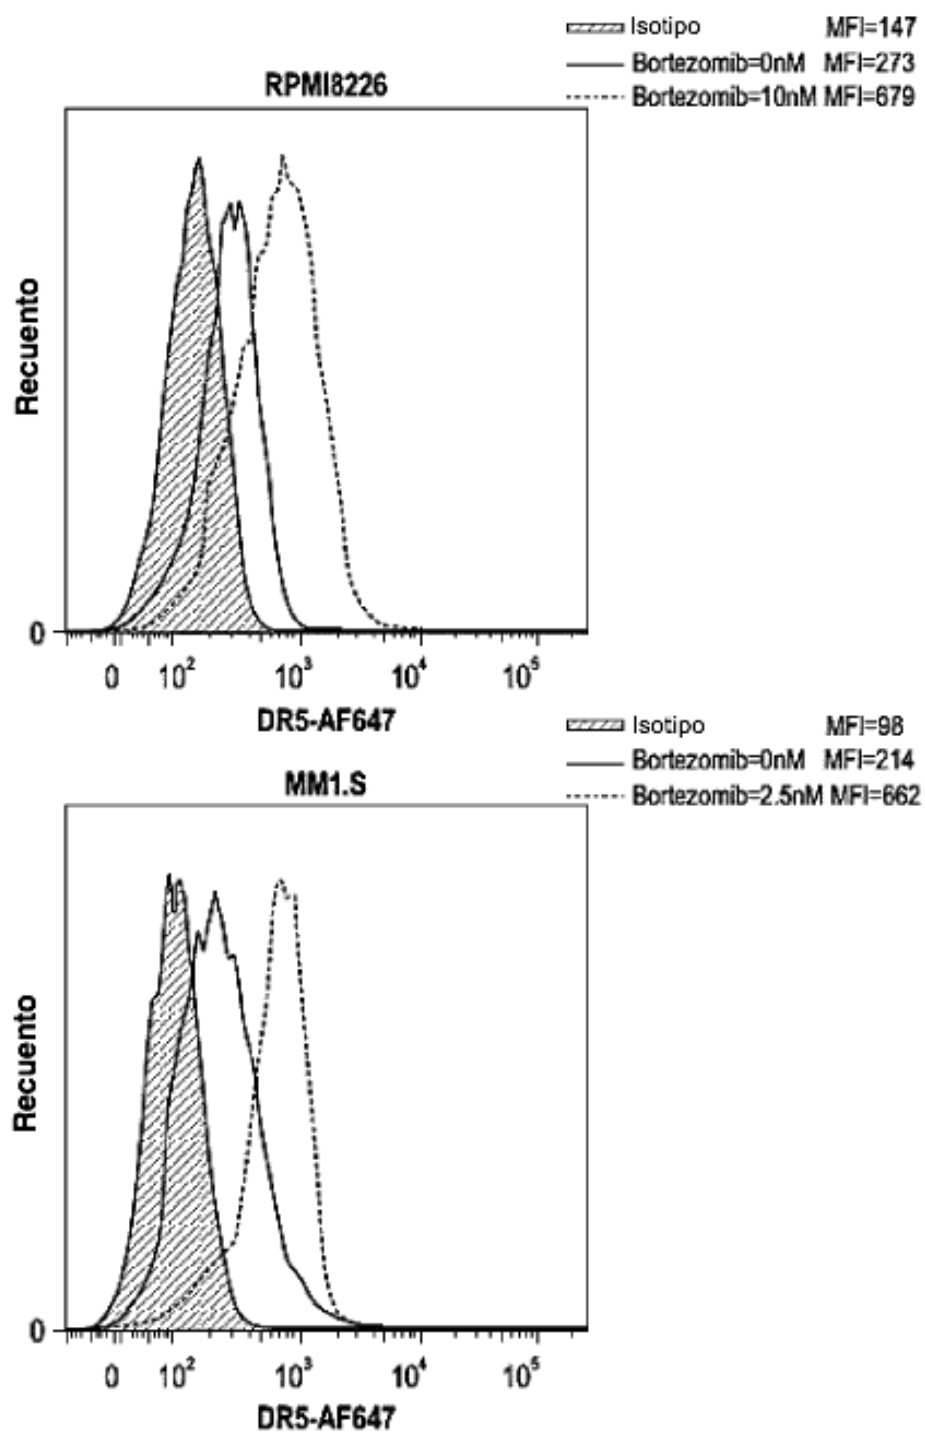 Isotipo MFI=147
Bortezomib=0nM MFI=273
Bortezomib=10nM MFI=679
RPMI8226
Recuento
0
0 10² 10³ 10⁴ 10⁵
DR5-AF647
Isotipo MFI=98
Bortezomib=0nM MFI=214
Bortezomib=2.5nM MFI=662
MM1.S
Recuento
0
0 10² 10³ 10⁴ 10⁵
DR5-AF647